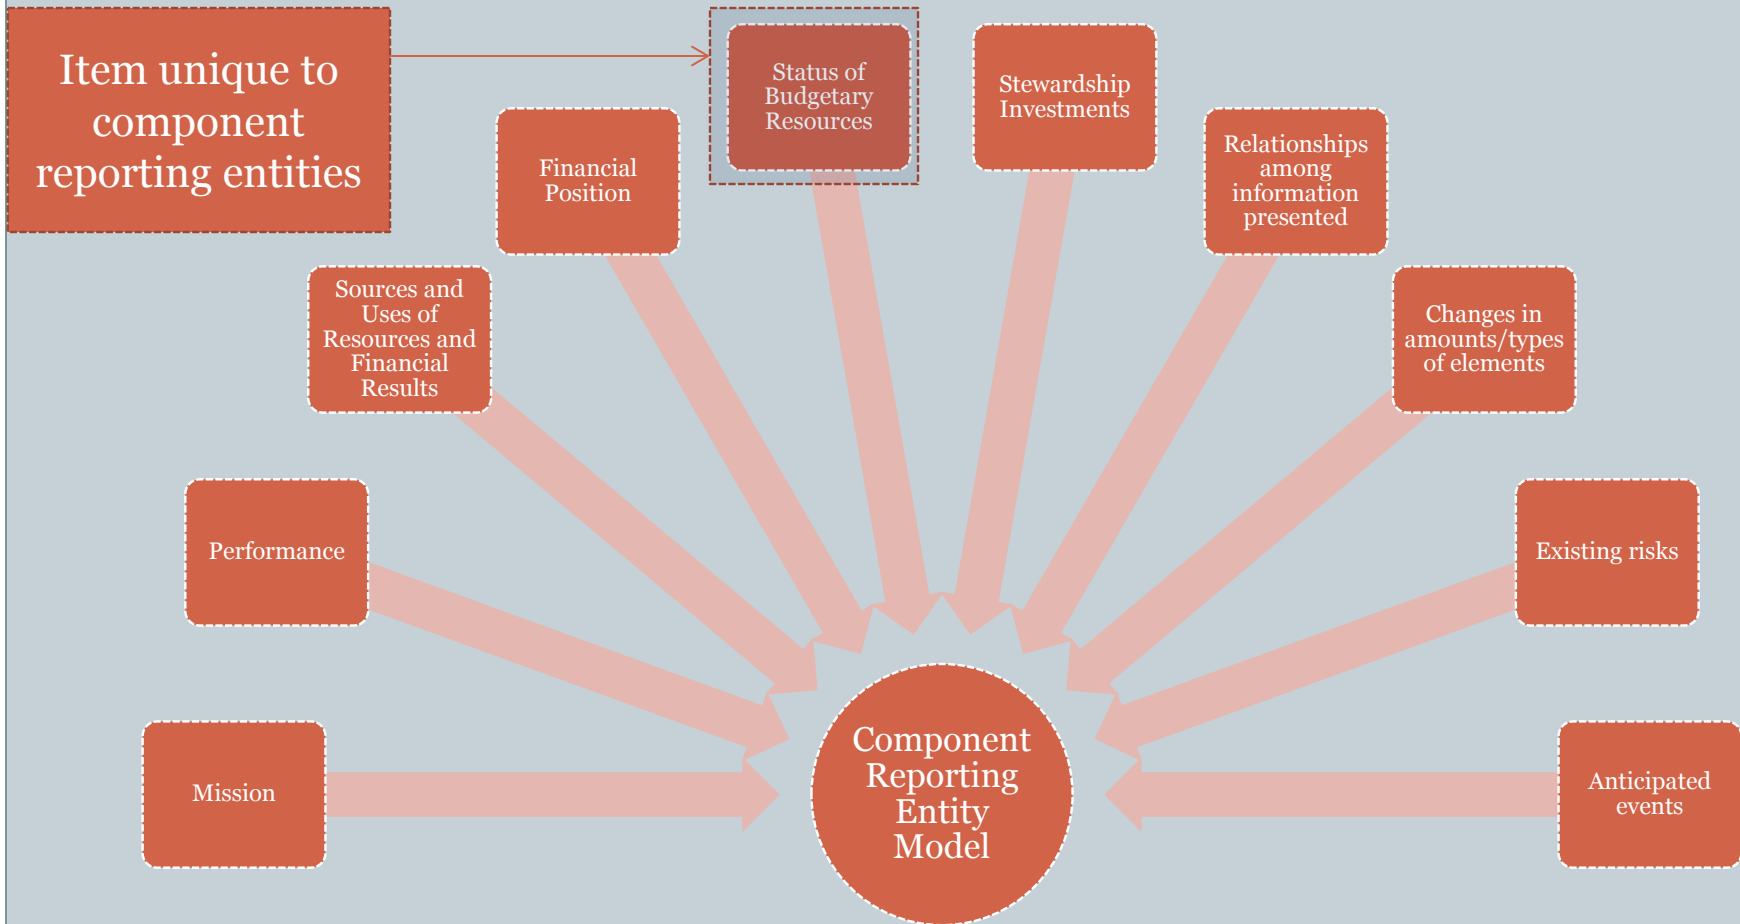 Item unique to
component
reporting entities
Status of
Budgetary
Resources
Stewardship
Investments
Financial
Position
Relationships
among
information
presented
Sources and
Uses of
Resources and
Financial
Results
Changes in
amounts/types
of elements
Performance
Existing risks
Mission
Component
Reporting
Entity
Model
Anticipated
events